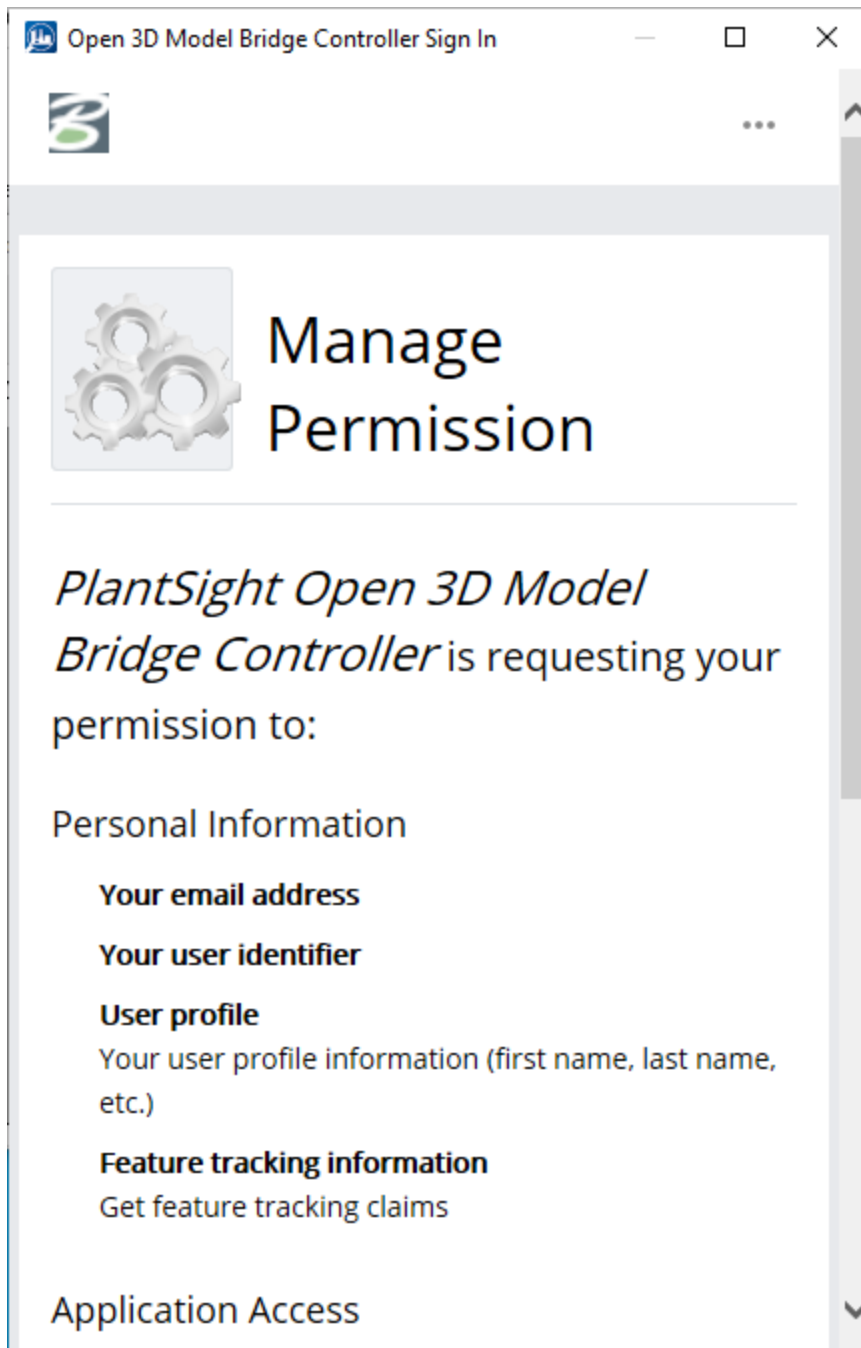 Open 3D Model Bridge Controller Sign In
Manage
Permission
PlantSight Open 3D Model
Bridge Controller is requesting your
permission to:
Personal Information
Your email address
Your user identifier
User profile
Your user profile information (first name, last name,
etc.)
Feature tracking information
Get feature tracking claims
Application Access